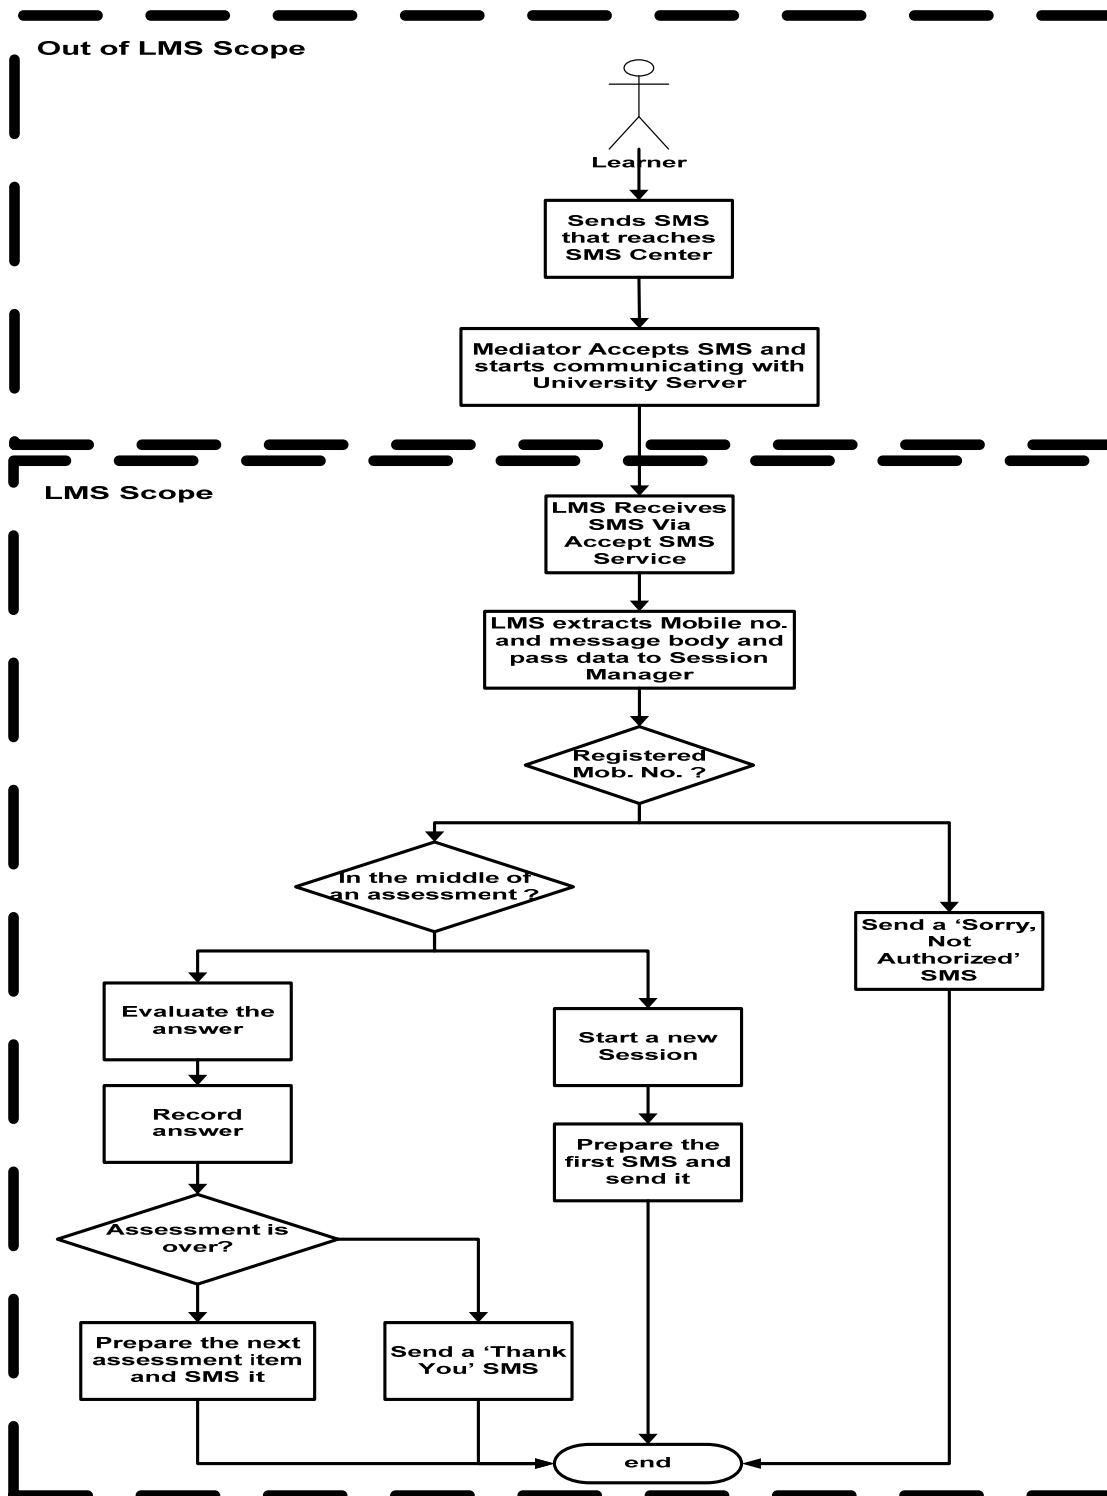 Out of LMS Scope
Learner
Sends SMS
that reaches
SMS Center
Mediator Accepts SMS and
starts communicating with
University Server
LMS Scope
LMS Receives
SMS Via
Accept SMS
Service
LMS extracts Mobile no.
and message body and
pass data to Session
Manager
Registered
Mob. No. ?
In the middle of
an assessment ?
Send a ‘Sorry,
Not
Authorized’
SMS
Evaluate the
answer
Start a new
Session
Record
answer
Prepare the
first SMS and
send it
Assessment is
over?
Prepare the next
assessment item
and SMS it
Send a ‘Thank
You’ SMS
end